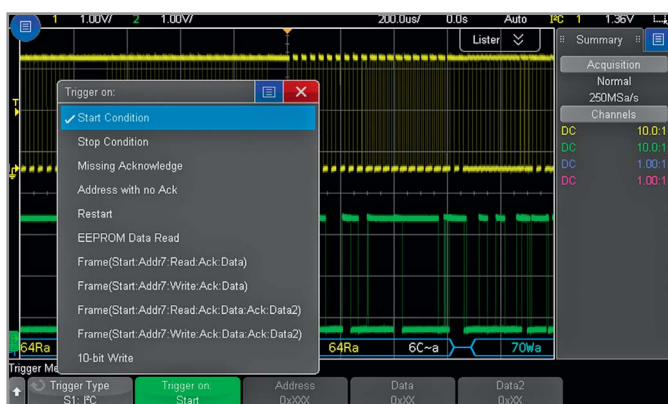 1 1.00V/ 2 1.00V/ 200.0us/ 0.0s Auto I²C 1 1.36V
Lister
Summary
Acquisition
Normal
250MSa/s
Channels
DC 10.0:1
DC 10.0:1
DC 1.00:1
DC 1.00:1
Trigger on:
Start Condition
Stop Condition
Missing Acknowledge
Address with no Ack
Restart
EEPROM Data Read
Frame(Start:Addr7:Read:Ack:Data)
Frame(Start:Addr7:Write:Ack:Data)
Frame(Start:Addr7:Read:Ack:Data:Ack:Data2)
Frame(Start:Addr7:Write:Ack:Data:Ack:Data2)
10-bit Write
T
64Ra 64Ra 6C~a 70Wa
Trigger Me
Trigger Type
S1: I²C
Trigger on:
Start
Address
0xXX
Data
0xXX
Data2
0xXX